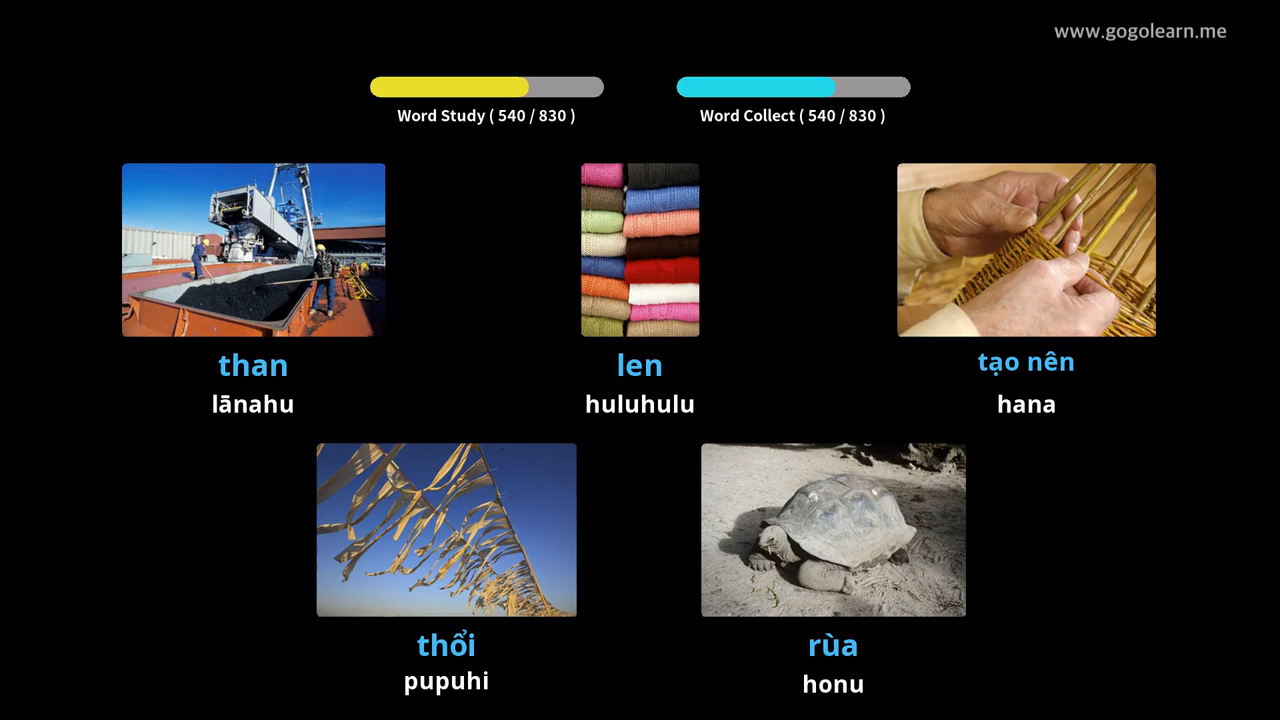 www.gogolearn.me
Word Study ( 540 / 830 )
Word Collect ( 540 / 830 )
than
lānahu
len
huluhulu
tạo nên
hana
thổi
pupuhi
rùa
honu